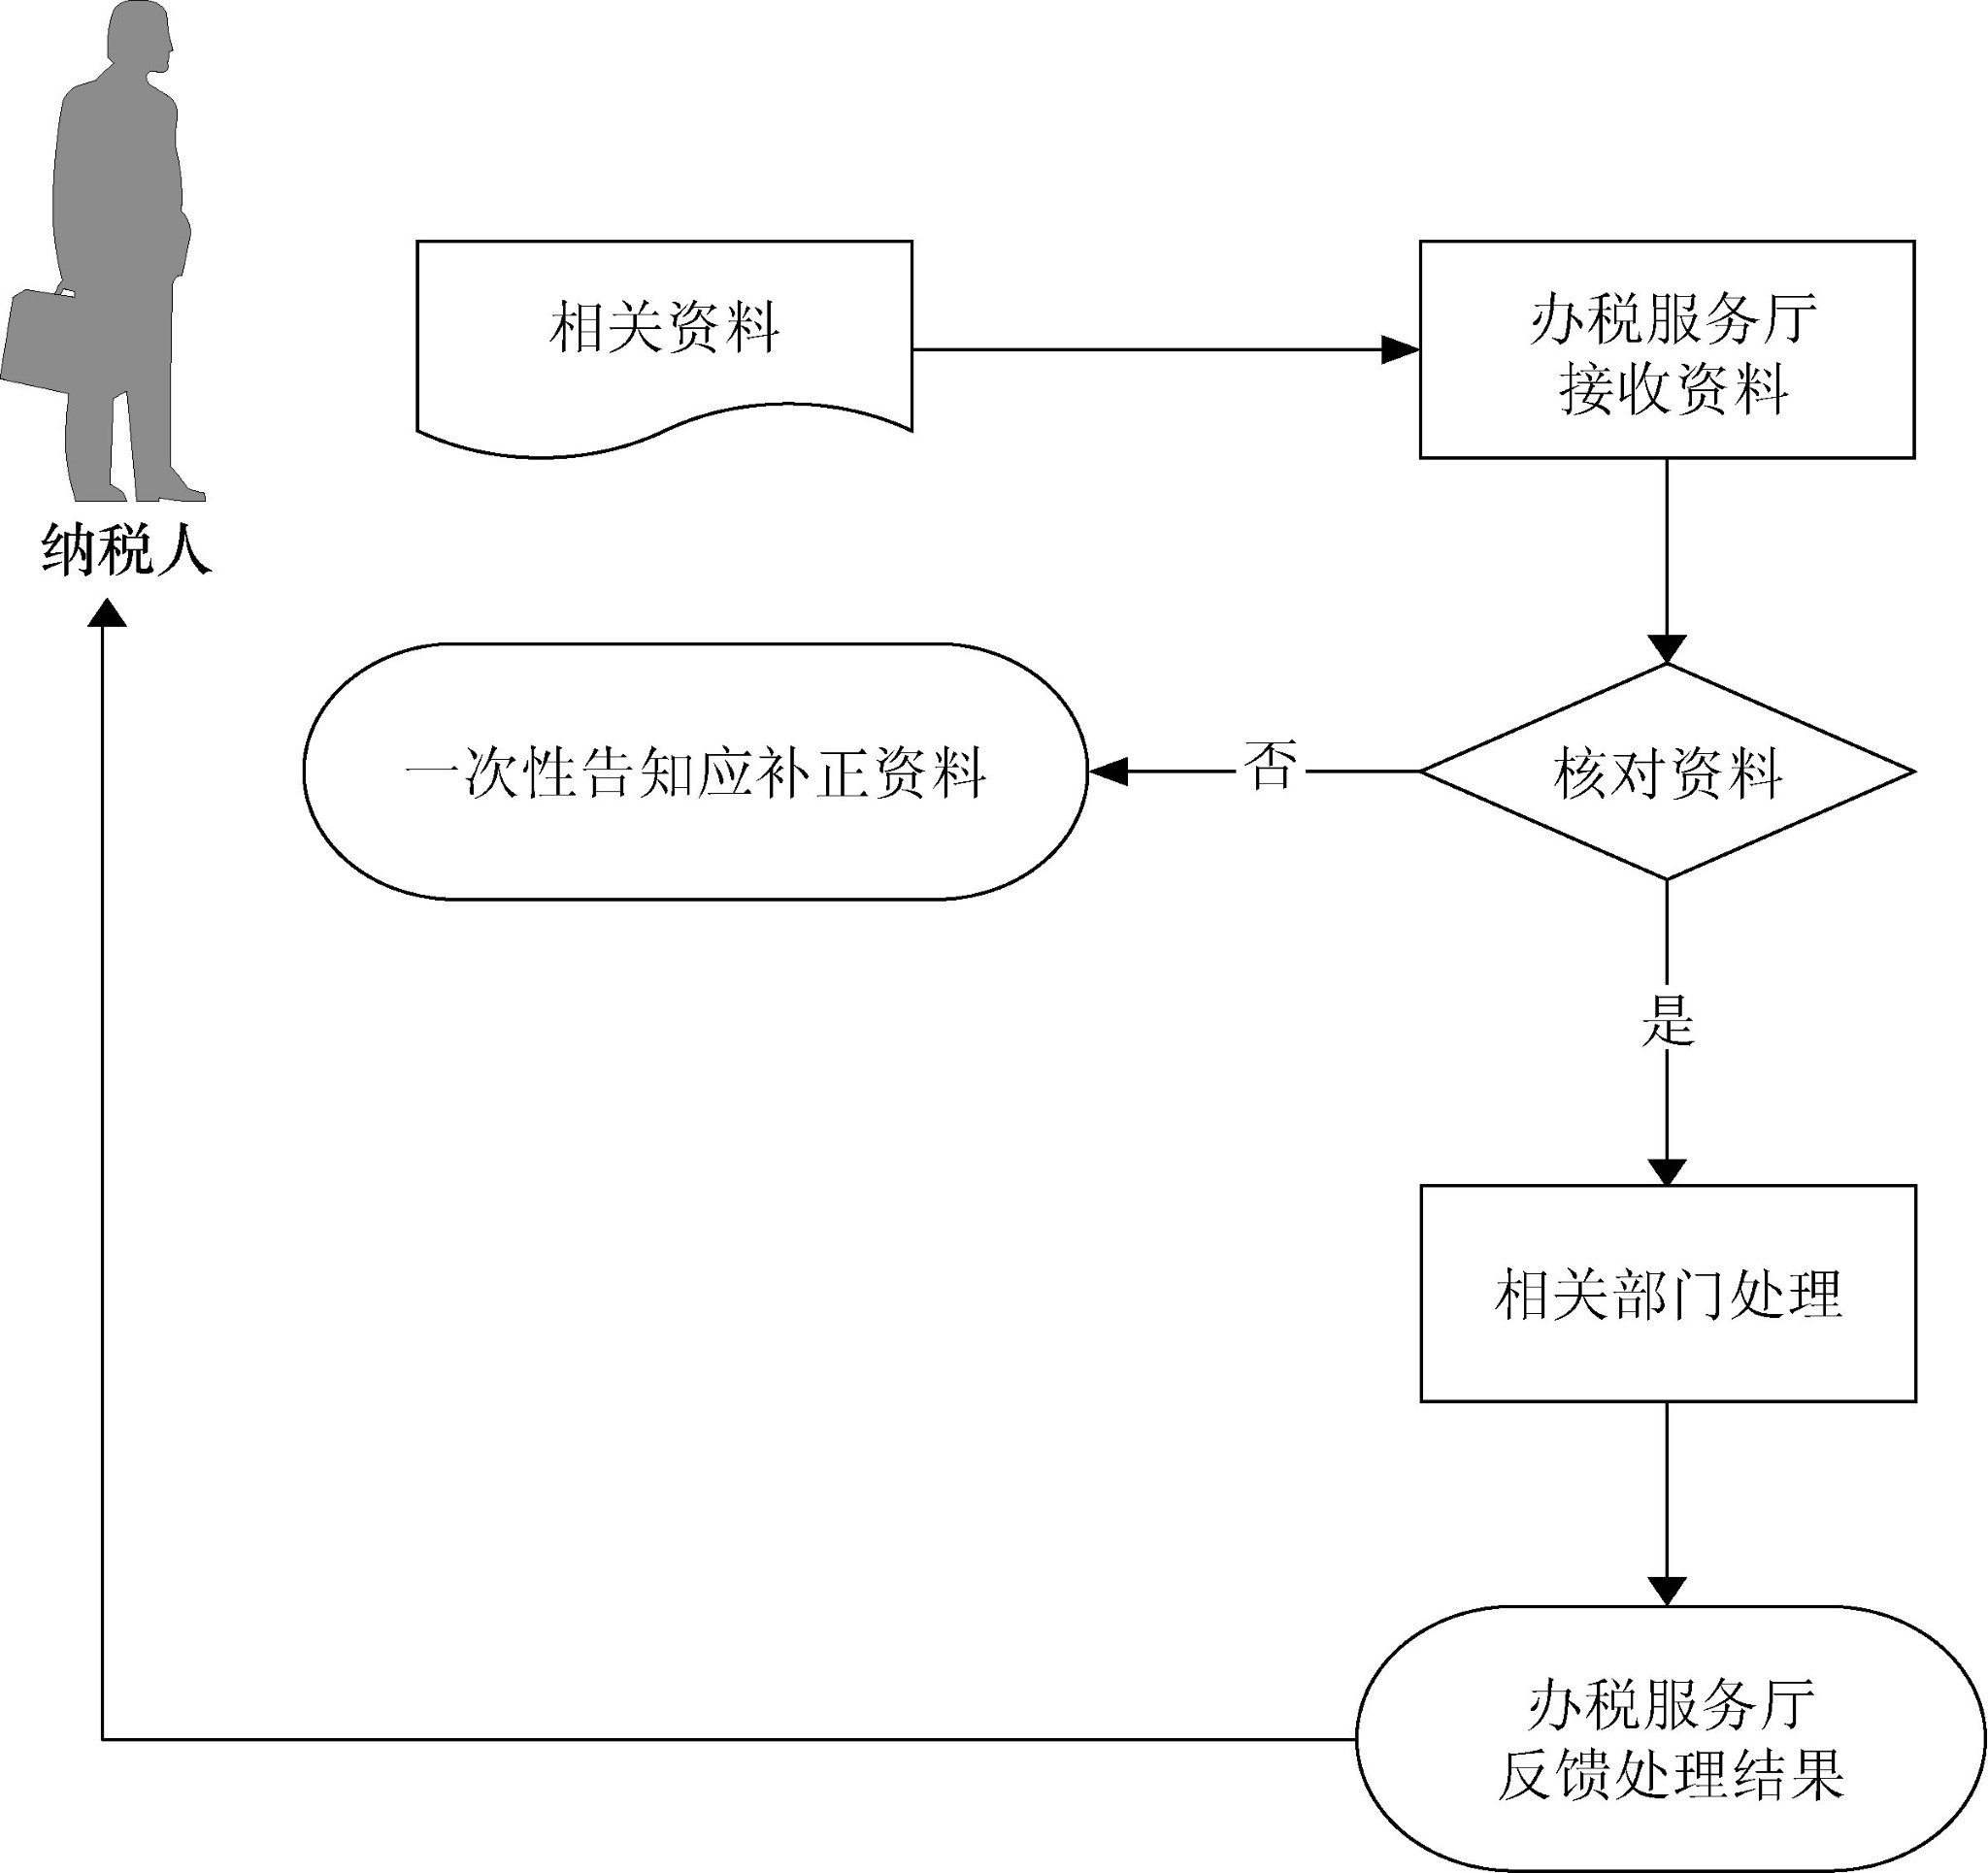 相关资料
办税服务厅
接收资料
纳税人
一次性告知应补正资料
否
核对资料
是
相关部门处理
办税服务厅
反馈处理结果